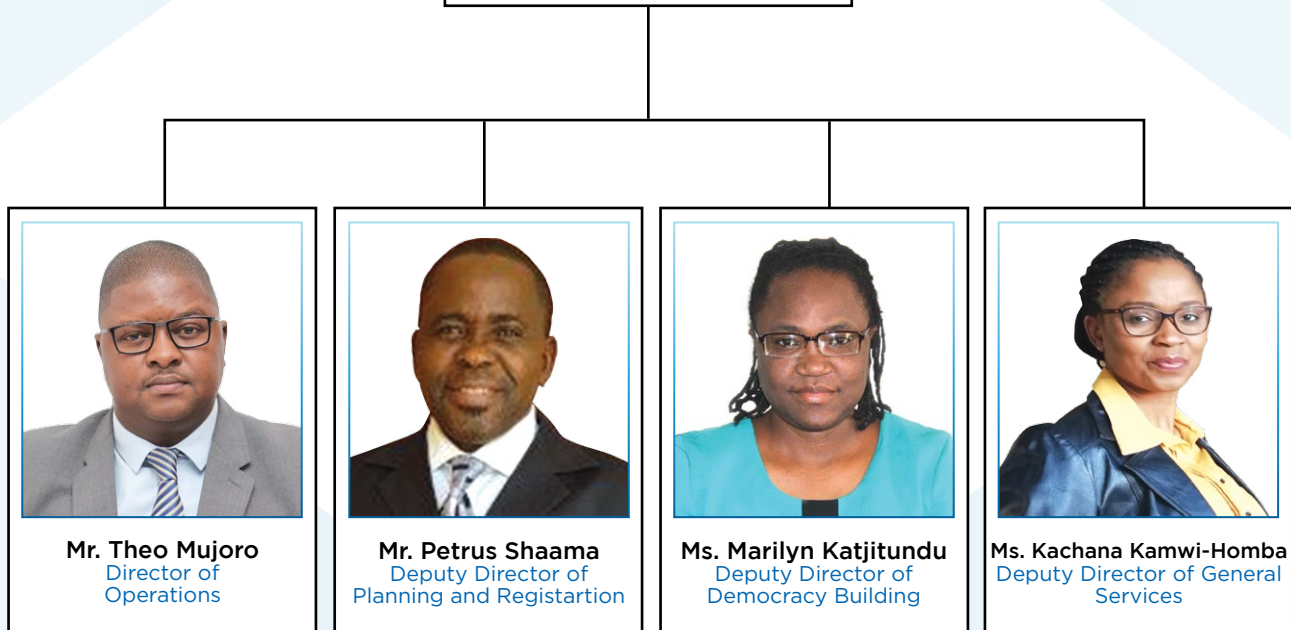 Mr. Theo Mujoro
Director of
Operations
Mr. Petrus Shaama
Deputy Director of
Planning and Registartion
Ms. Marilyn Katjitundu
Deputy Director of
Democracy Building
Ms. Kachana Kamwi-Homba
Deputy Director of General
Services